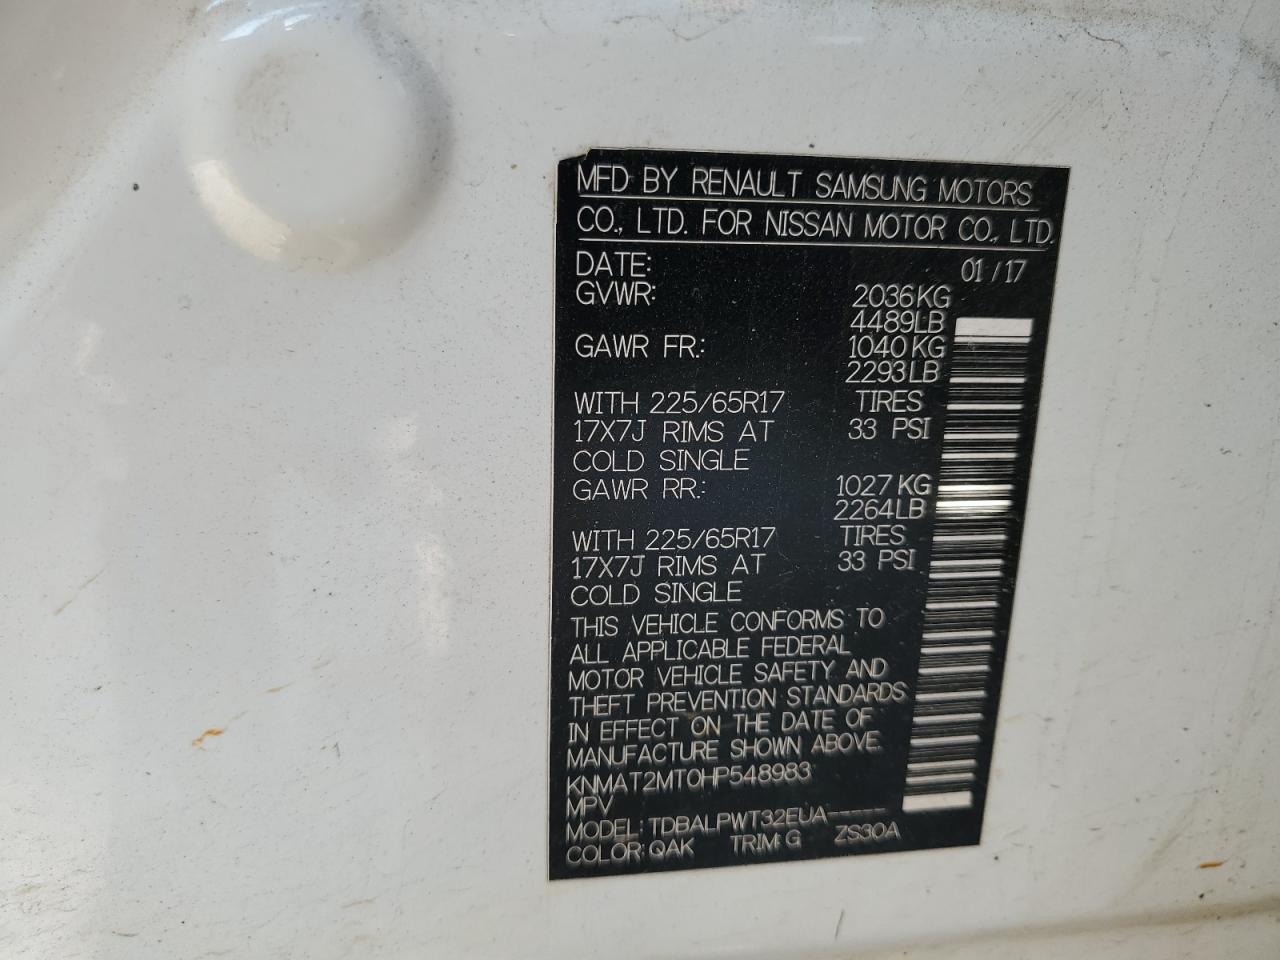 MFD BY RENAULT SAMSUNG MOTORS
CO., LTD. FOR NISSAN MOTOR CO., LTD.
DATE: 01 / 17
GVWR: 2036KG
4489LB
GAWR FR.: 1040KG
2293LB
WITH 225/65R17 TIRES
17X7J RIMS AT 33 PSI
COLD SINGLE
GAWR RR.: 1027KG
2264LB
WITH 225/65R17 TIRES
17X7J RIMS AT 33 PSI
COLD SINGLE
THIS VEHICLE CONFORMS TO
ALL APPLICABLE FEDERAL
MOTOR VEHICLE SAFETY AND
THEFT PREVENTION STANDARDS
IN EFFECT ON THE DATE OF
MANUFACTURE SHOWN ABOVE.
KNMAT2MT0HP548983
MPV
MODEL: TDBALPWT32EUA-----
COLOR: QAK TRIM: G ZS30A